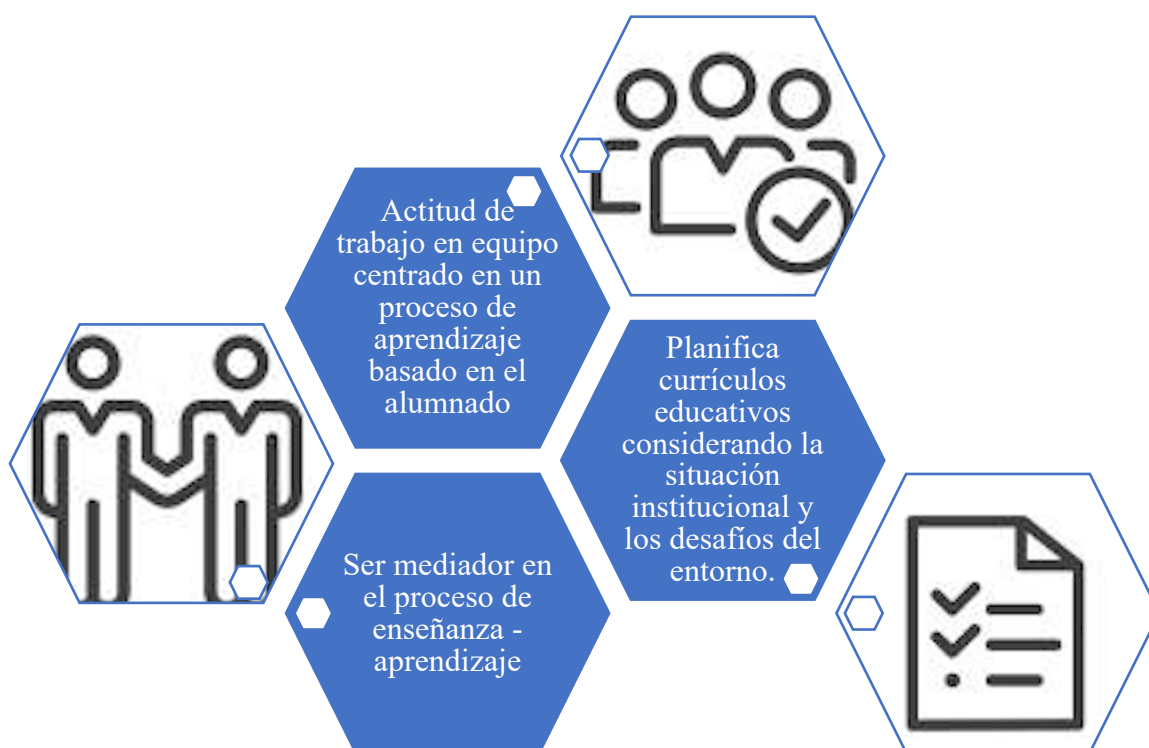 Actitud de
trabajo en equipo
centrado en un
proceso de
aprendizaje
basado en el
alumnado
Planifica
currículos
educativos
considerando la
situación
institucional y
los desafíos del
entorno.
Ser mediador en
el proceso de
enseñanza -
aprendizaje